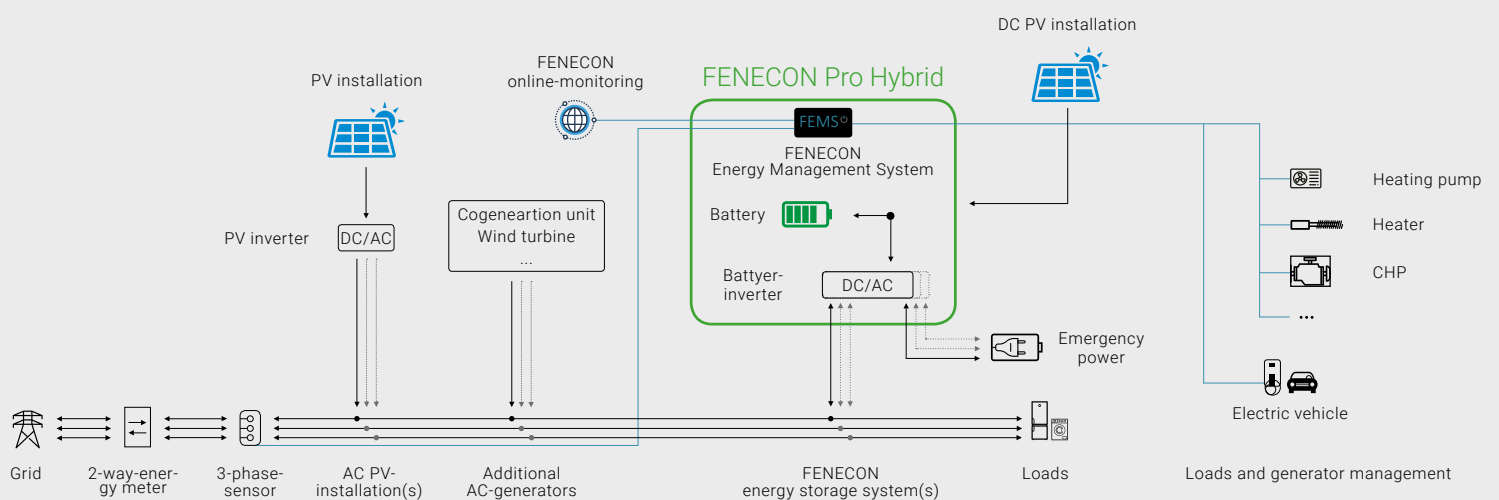 DC PV installation
FENECON
online-monitoring
FENECON Pro Hybrid
PV installation
FEMS
FENECON
Energy Management System
Heating pump
Battery
Cogeneartion unit
Wind turbine
...
Heater
PV inverter
DC/AC
Battyer-
inverter
DC/AC
CHP
...
Emergency
power
Electric vehicle
Grid
2-way-ener-
gy meter
3-phase-
sensor
AC PV-
installation(s)
Additional
AC-generators
FENECON
energy storage system(s)
Loads
Loads and generator management